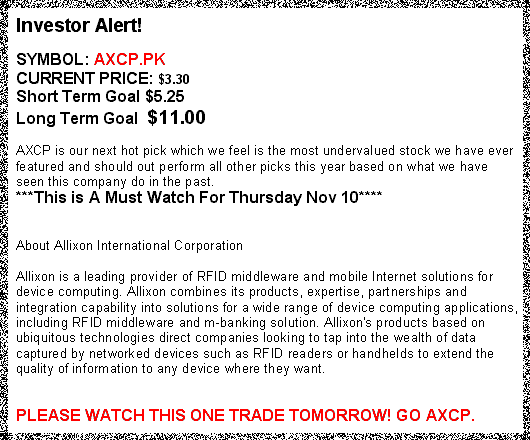 Investor Alert!
SYMBOL: AXCP.PK
CURRENT PRICE: $3.30
Short Term Goal $5.25
Long Term Goal $11.00
AXCP is our next hot pick which we feel is the most undervalued stock we have ever
featured and should out perform all other picks this year based on what we have
seen this company do in the past.
***This is A Must Watch For Thursday Nov 10****
About Allixon International Corporation
Allixon is a leading provider of RFID middleware and mobile Internet solutions for
device computing. Allixon combines its products, expertise, partnerships and
integration capability into solutions for a wide range of device computing applications,
including RFID middleware and m-banking solution. Allixon's products based on
ubiquitous technologies direct companies looking to tap into the wealth of data
captured by networked devices such as RFID readers or handhelds to extend the
quality of information to any device where they want.
PLEASE WATCH THIS ONE TRADE TOMORROW! GO AXCP.